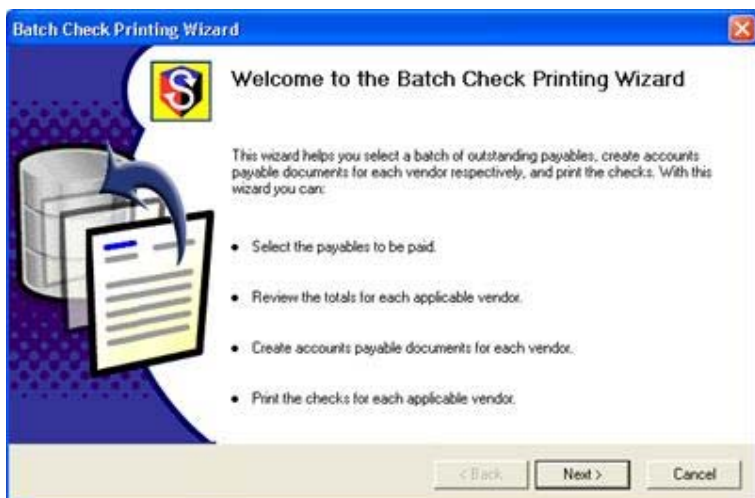 Batch Check Printing Wizard
S
Welcome to the Batch Check Printing Wizard
This wizard helps you select a batch of outstanding payables, create accounts
payable documents for each vendor respectively, and print the checks. With this
wizard you can:
• Select the payables to be paid.
• Review the totals for each applicable vendor.
• Create accounts payable documents for each vendor.
• Print the checks for each applicable vendor.
< Back Next > Cancel